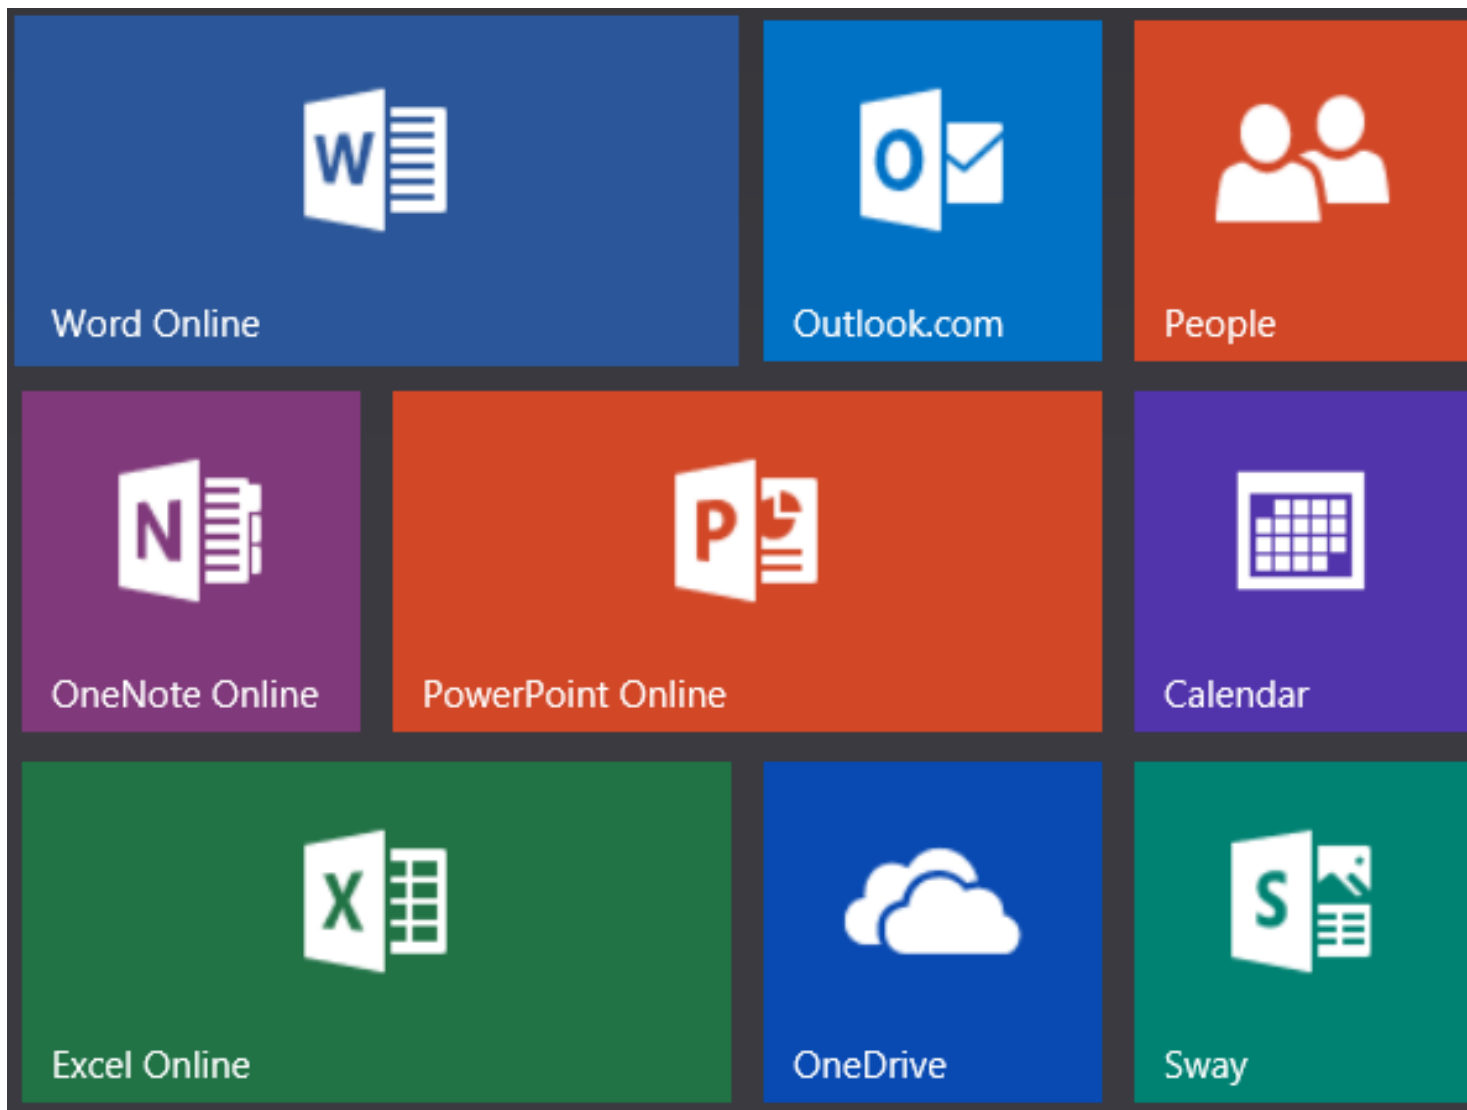 W
Word Online
O
Outlook.com
People
N
OneNote Online
P
PowerPoint Online
Calendar
X
Excel Online
OneDrive
S
Sway